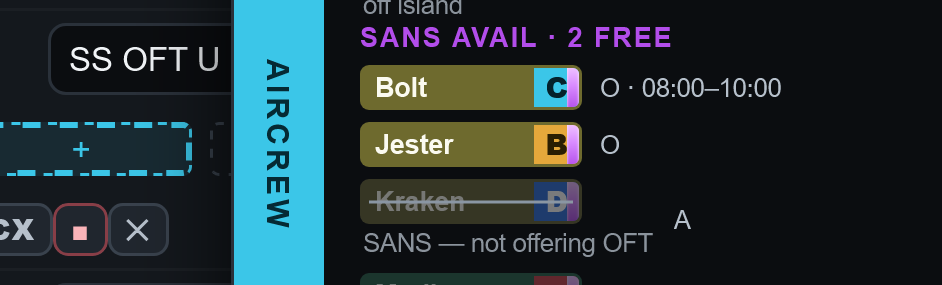 off Island
SANS AVAIL · 2 FREE
SS OFT U
AIRCREW
Bolt C O · 08:00–10:00
+
Jester B O
Kraken D A
CX
SANS — not offering OFT